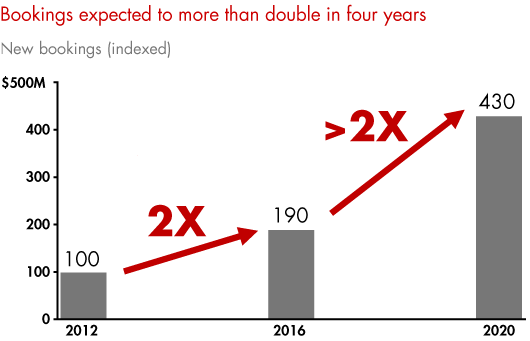 Bookings expected to more than double in four years
New bookings (indexed)
$500M
400
300
200
100
0
100
2X
190
>2X
430
2012
2016
2020